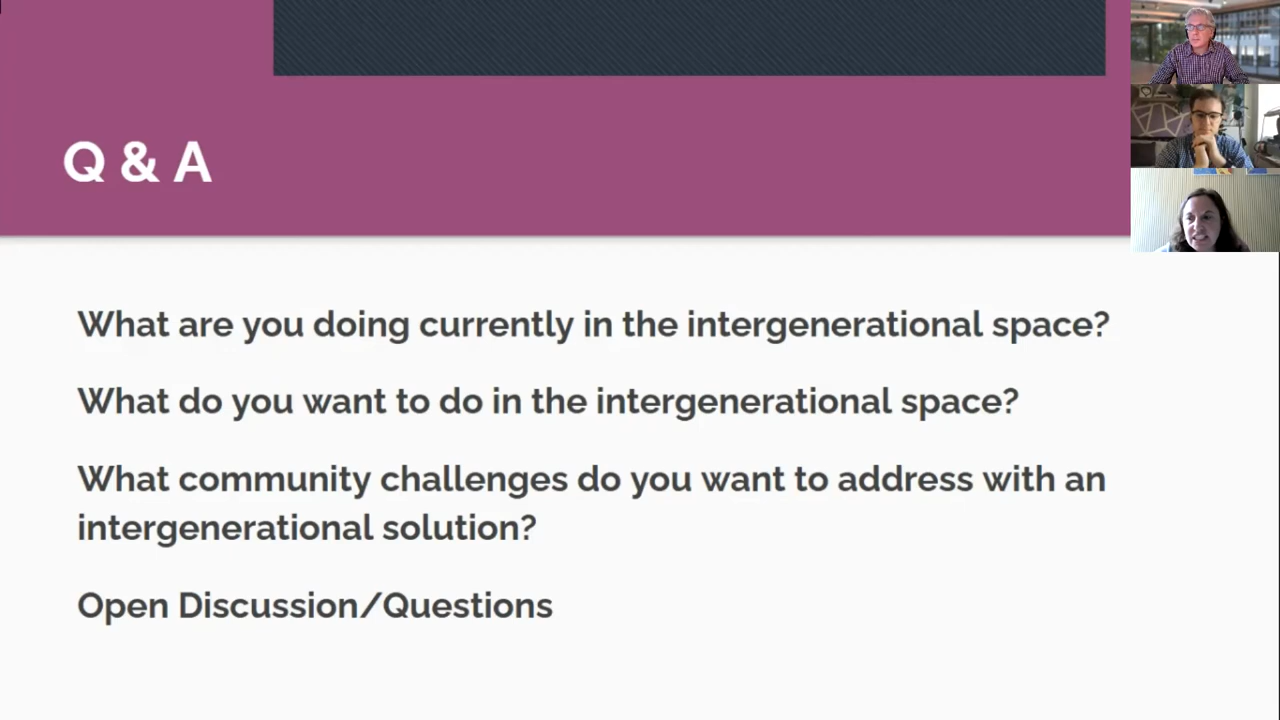 Q & A
What are you doing currently in the intergenerational space?
What do you want to do in the intergenerational space?
What community challenges do you want to address with an
intergenerational solution?
Open Discussion/Questions